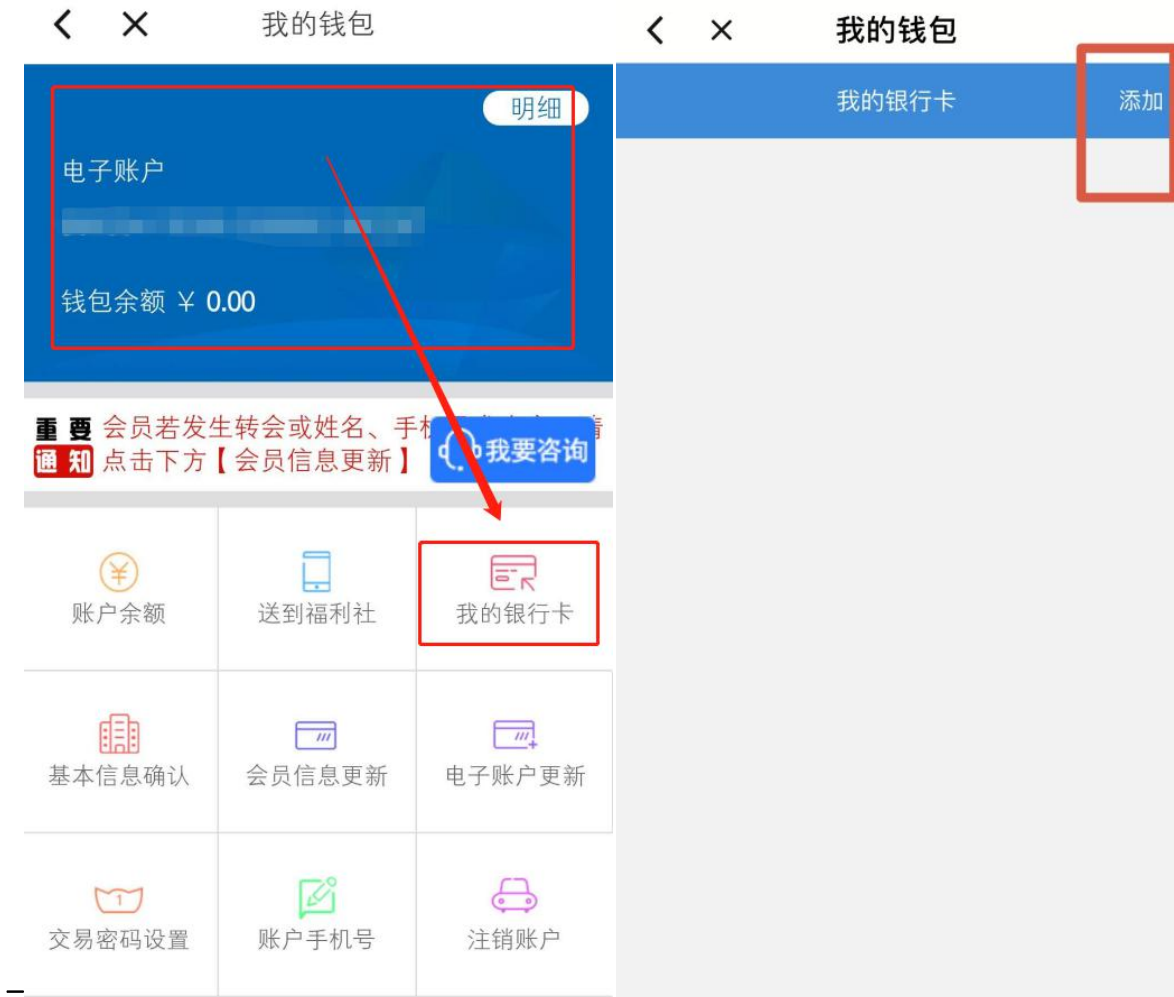 我的钱包
明细
电子账户
钱包余额 ¥ 0.00
重要 会员若发生转会或姓名、手
通知 点击下方【会员信息更新】
我要咨询
账户余额
送到福利社
我的银行卡
基本信息确认
会员信息更新
电子账户更新
1
交易密码设置
账户手机号
注销账户
我的钱包
我的银行卡
添加